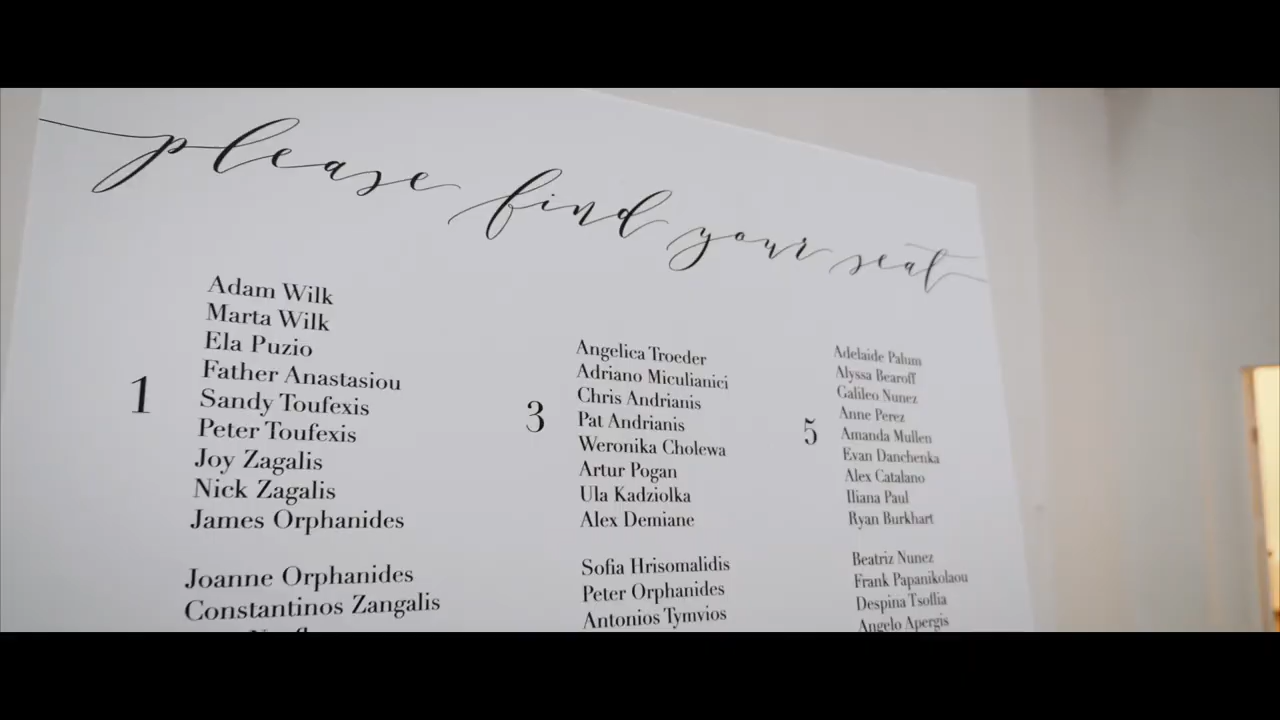 please find your seat
1
Adam Wilk
Marta Wilk
Ela Puzio
Father Anastasiou
Sandy Toufexis
Peter Toufexis
Joy Zagalis
Nick Zagalis
James Orphanides
Joanne Orphanides
Constantinos Zangalis
3
Angelica Troeder
Adriano Miculianici
Chris Andrianis
Pat Andrianis
Weronika Cholewa
Artur Pogan
Ula Kadziolka
Alex Demiane
Sofia Hrisomalidis
Peter Orphanides
Antonios Tymvios
5
Adelaide Palum
Alyssa Bearoff
Galileo Nunez
Anne Perez
Amanda Mullen
Evan Danchenka
Alex Catalano
Iliana Paul
Ryan Burkhart
Beatriz Nunez
Frank Papanikolaou
Despina Tsoflia
Angelo Apergis